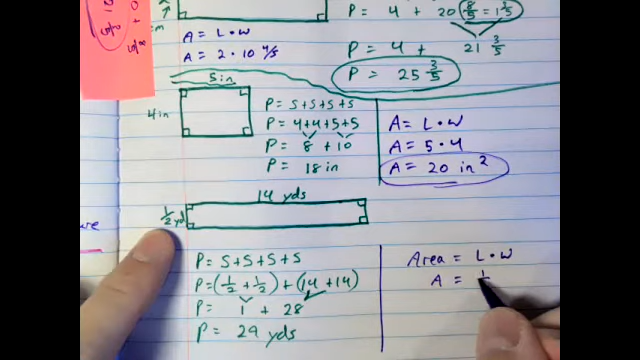 P = 4 + 20 8/5 = 1 3/5
A = L · W
P = 4 + 21 3/5
A = 2 · 10 4/5
P = 25 3/5
5 in
4 in
P = S+S+S+S
P = 4+4+5+5
P = 8 + 10
P = 18 in
A = L · W
A = 5 · 4
A = 20 in²
14 yds
1/2 yd
P = S+S+S+S
P = (1/2 + 1/2) + (14 + 14)
P = 1 + 28
P = 29 yds
Area = L · W
A = 1